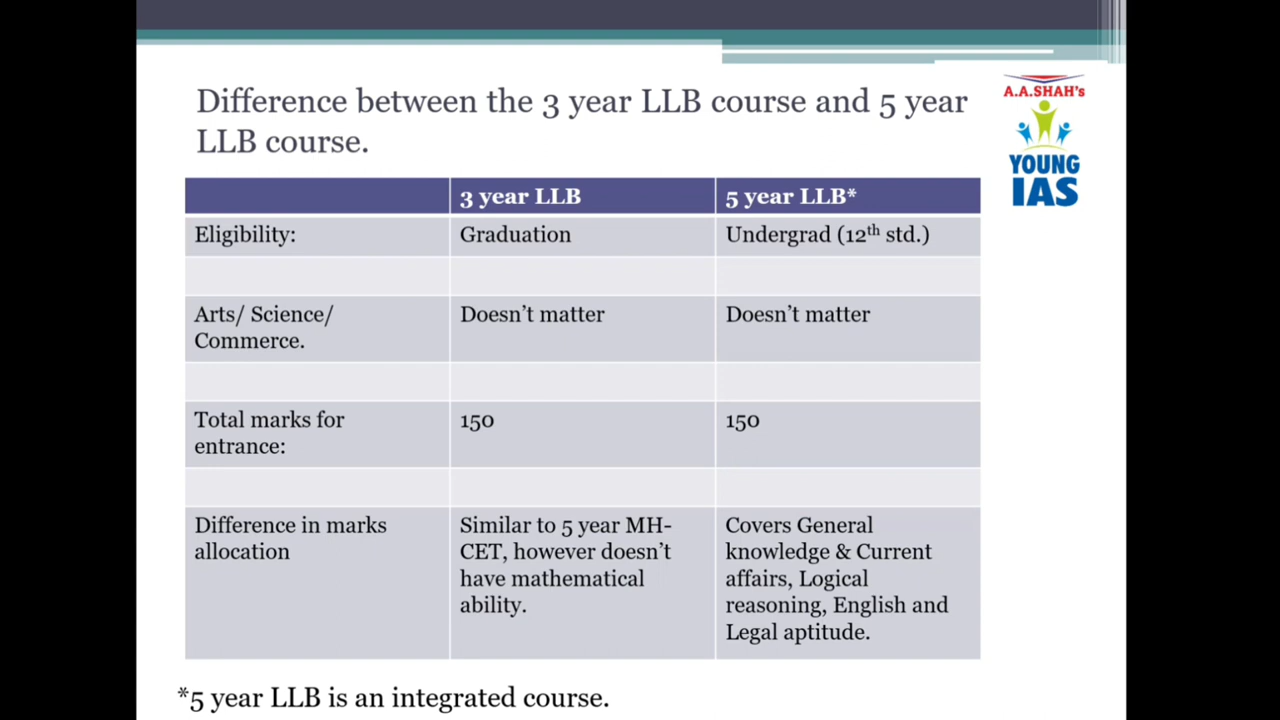 Difference between the 3 year LLB course and 5 year
LLB course.
A.A.SHAH's
YOUNG
IAS
3 year LLB 5 year LLB*
Eligibility: Graduation Undergrad (12th std.)
Arts/ Science/ Doesn't matter Doesn't matter
Commerce.
Total marks for 150 150
entrance:
Difference in marks Similar to 5 year MH- Covers General
allocation CET, however doesn't knowledge & Current
have mathematical affairs, Logical
ability. reasoning, English and
Legal aptitude.
*5 year LLB is an integrated course.